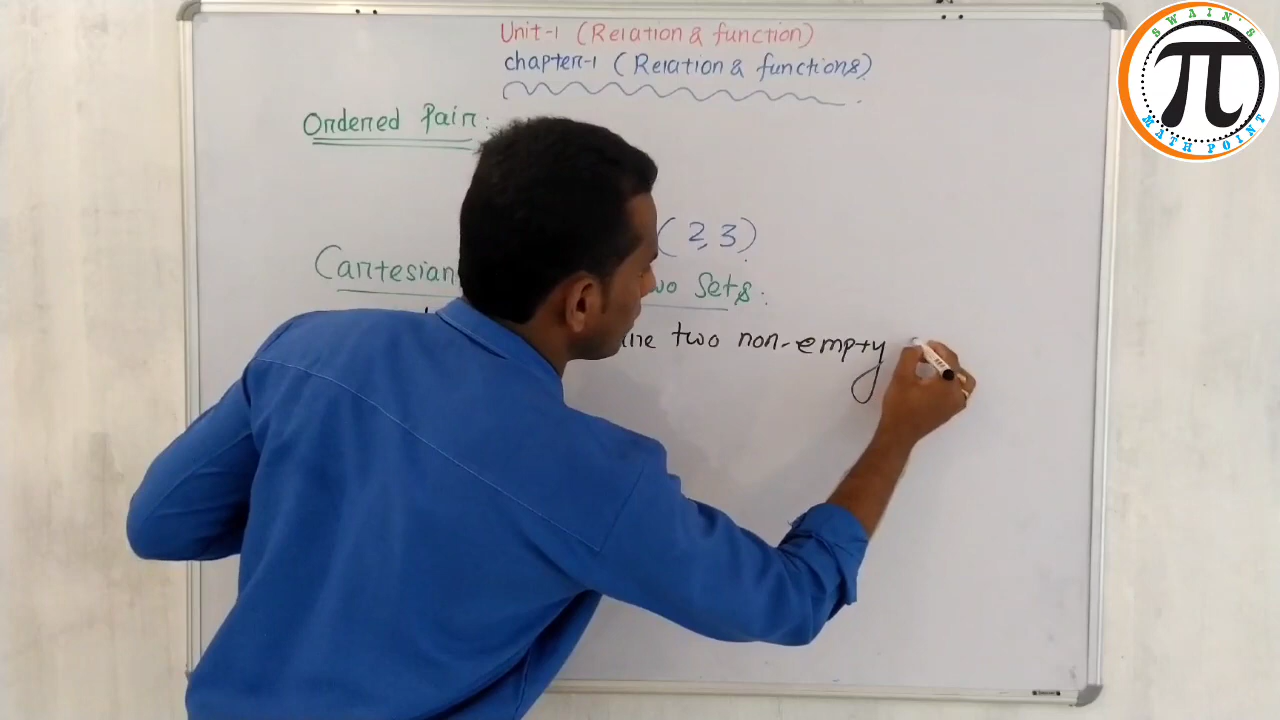 Unit-1 (Relation & function)
chapter-1 (Relation & functions)
Ordered Pair:
(2,3)
Cartesian Two Sets:
are two non-empty
SWAIN'S
π
MATH POINT